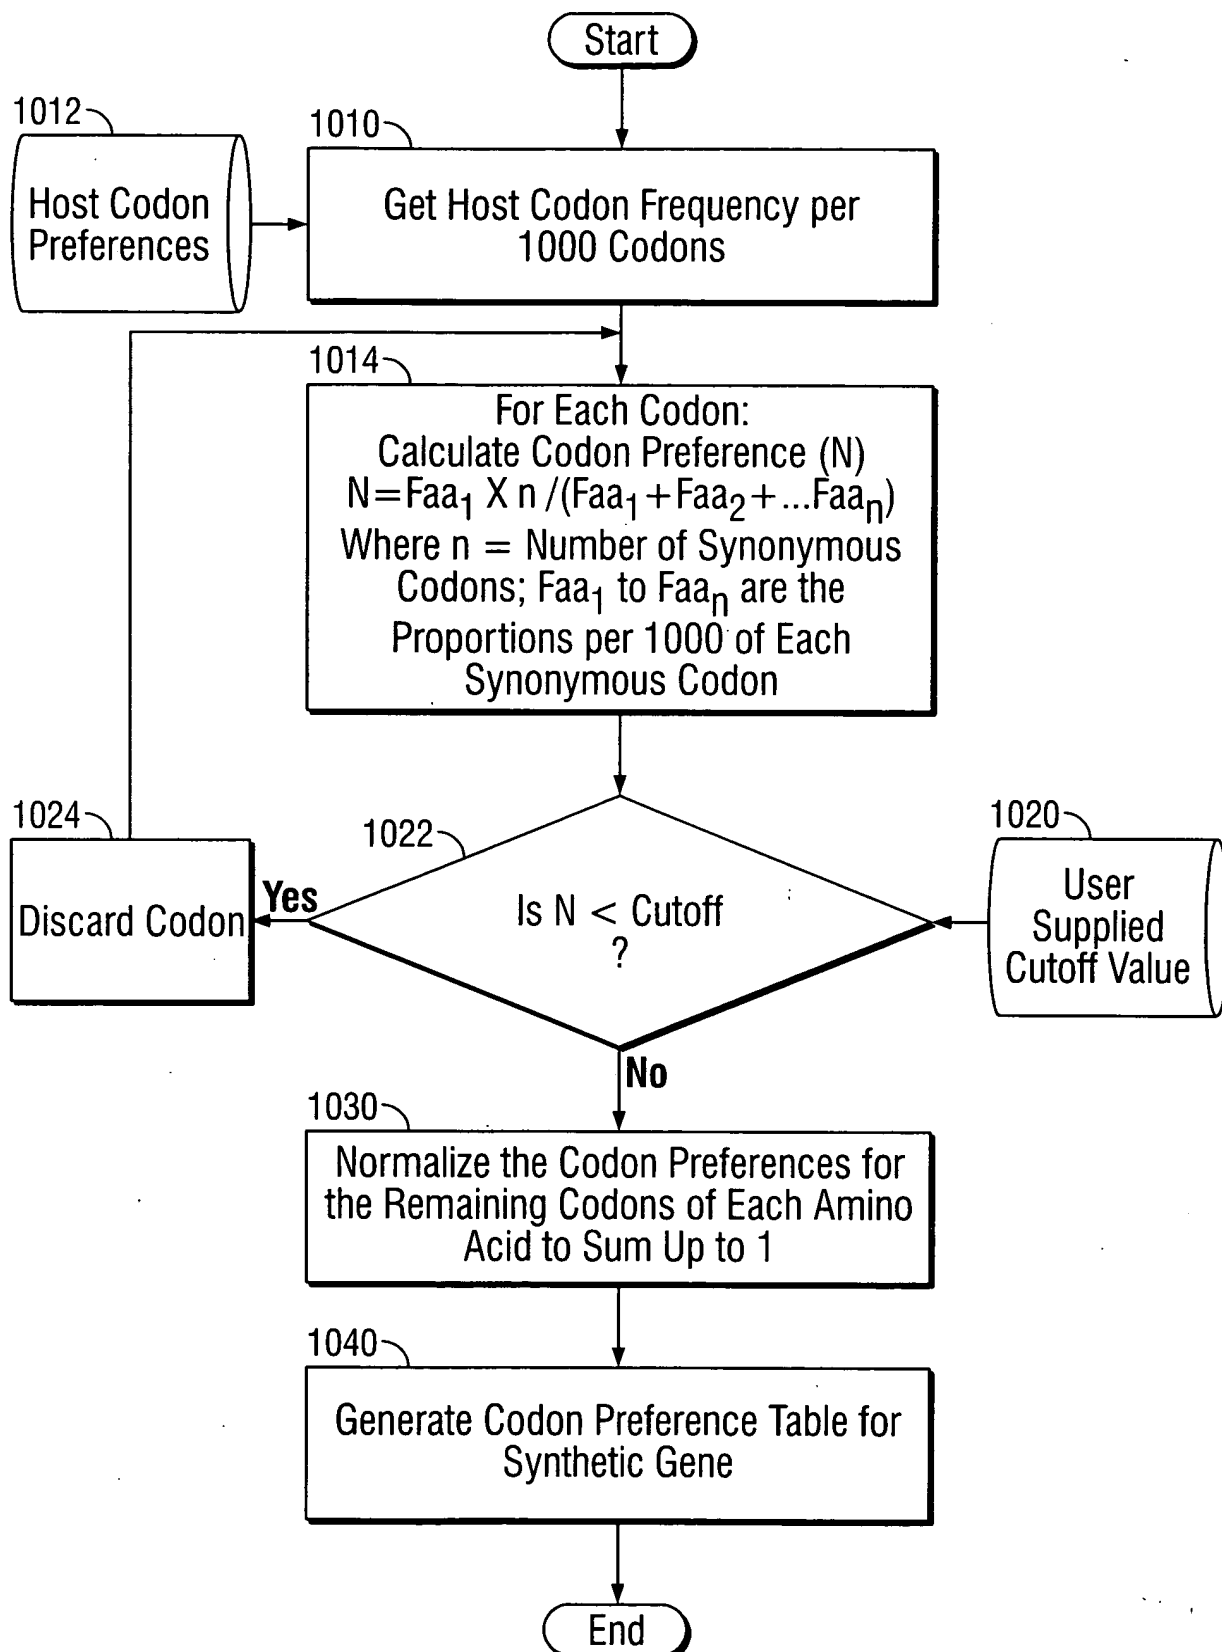 Start
1012
Host Codon
Preferences
1010
Get Host Codon Frequency per
1000 Codons
1014
For Each Codon:
Calculate Codon Preference (N)
N=Faa₁ X n /(Faa₁+Faa₂+...Faaₙ)
Where n = Number of Synonymous
Codons; Faa₁ to Faaₙ are the
Proportions per 1000 of Each
Synonymous Codon
1024
Discard Codon
Yes
1022
Is N < Cutoff
?
1020
User
Supplied
Cutoff Value
No
1030
Normalize the Codon Preferences for
the Remaining Codons of Each Amino
Acid to Sum Up to 1
1040
Generate Codon Preference Table for
Synthetic Gene
End